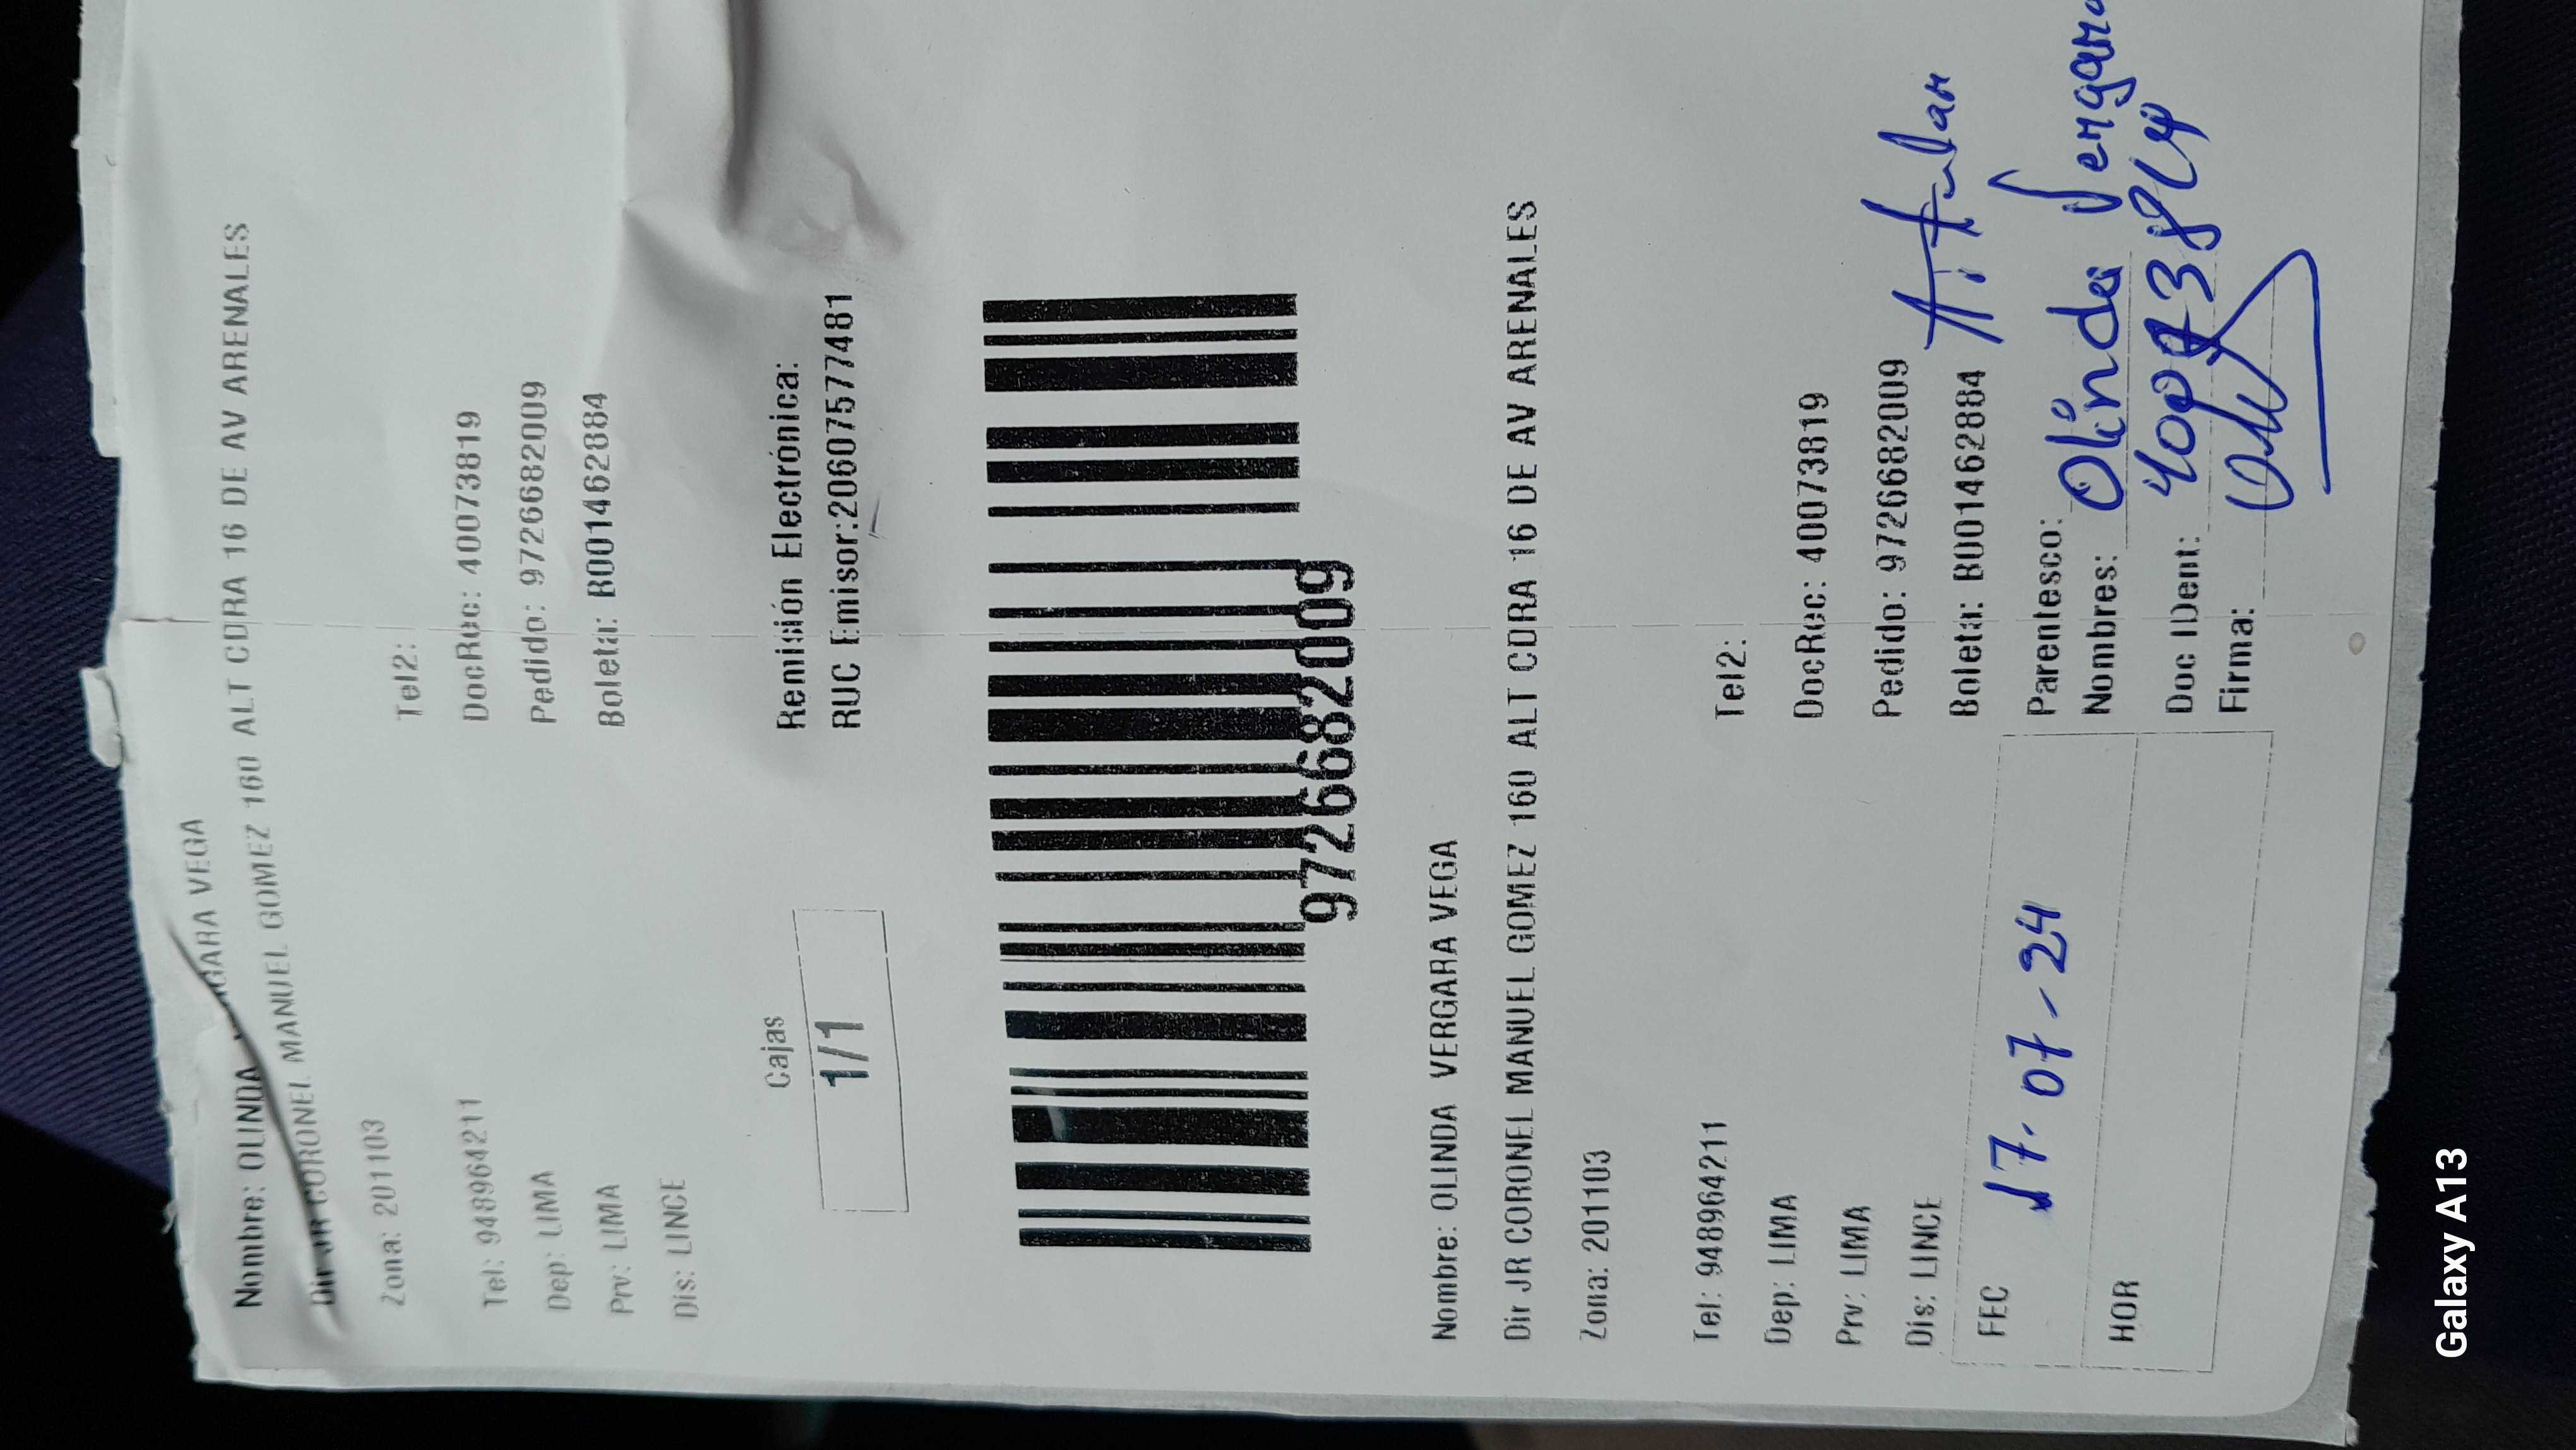 Nombre: OLINDA VERGARA VEGA
Dir JR CORONEL MANUEL GOMEZ 160 ALT CDRA 16 DE AV ARENALES
Zona: 201103
Tel: 948964211
Tel2:
Dep: LIMA
DocRec: 40073819
Prv: LIMA
Pedido: 9726682009
Dis: LINCE
Boleta: B001462884
Cajas
1/1
Remisión Electrónica:
RUC Emisor:20607577481
9726682009
Nombre: OLINDA VERGARA VEGA
Dir JR CORONEL MANUEL GOMEZ 160 ALT CDRA 16 DE AV ARENALES
Zona: 201103
Tel: 948964211
Tel2:
Dep: LIMA
DocRec: 40073819
Prv: LIMA
Pedido: 9726682009
Dis: LINCE
Boleta: B001462884
FEC 17-07-24
HOR
Parentesco: Titular
Nombres: Olinda Vergara
Doc IDent:
Firma:
Galaxy A13